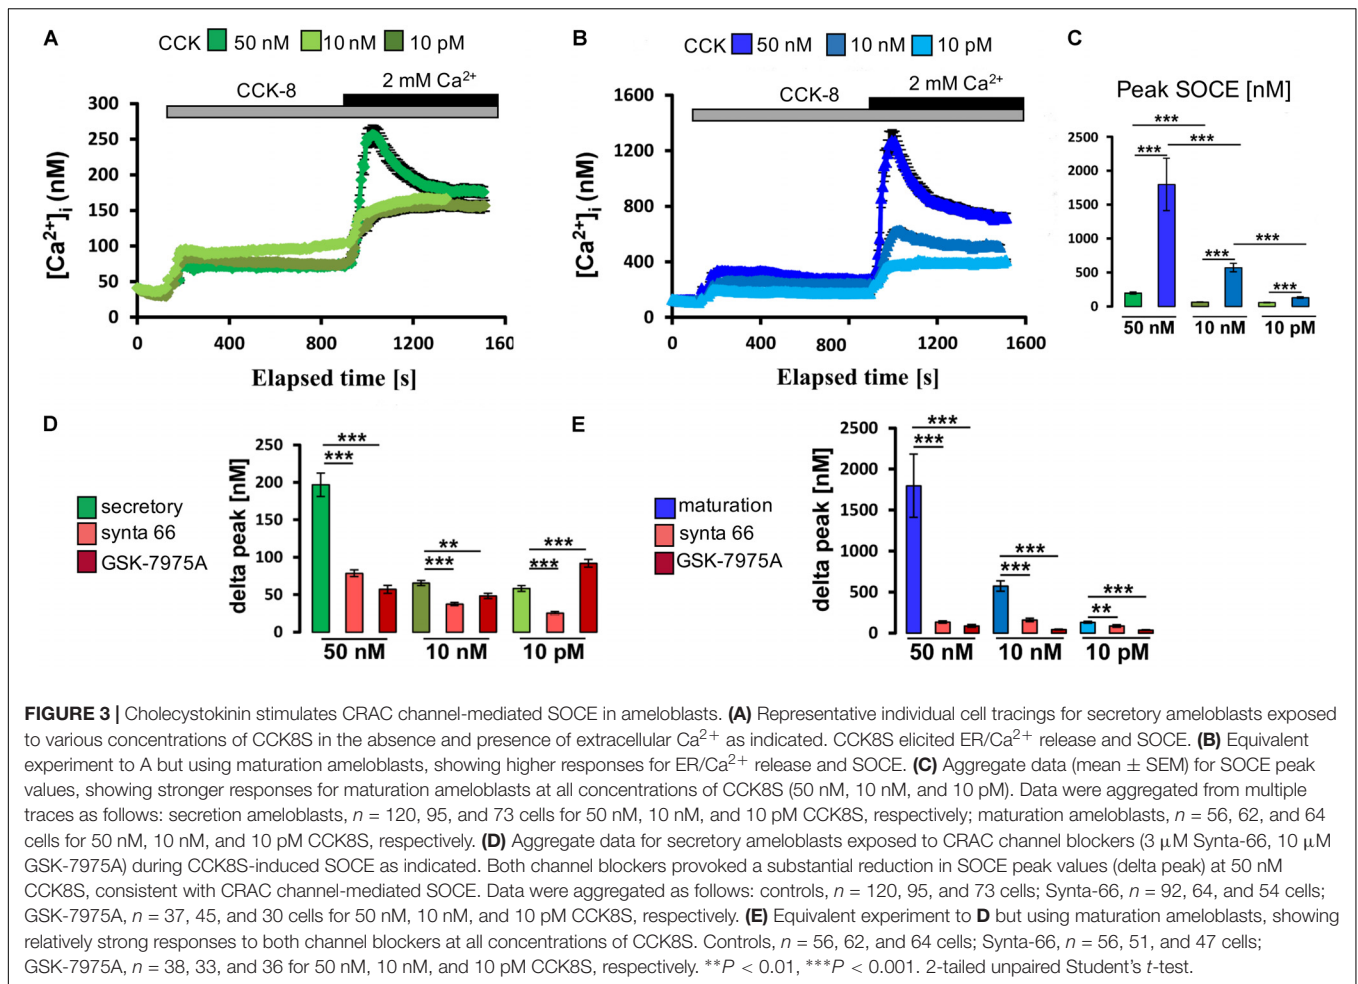 A
CCK 50 nM 10 nM 10 pM
2 mM Ca²⁺
CCK-8
[Ca²⁺]ᵢ (nM)
300
250
200
150
100
50
0
0 400 800 1200 160
Elapsed time [s]
B
CCK 50 nM 10 nM 10 pM
2 mM Ca²⁺
CCK-8
[Ca²⁺]ᵢ (nM)
1600
1200
800
400
0
0 400 800 1200 1600
Elapsed time [s]
C
Peak SOCE [nM]
2500
2000
1500
1000
500
0
***
***
***
***
***
***
50 nM 10 nM 10 pM
D
secretory
synta 66
GSK-7975A
delta peak [nM]
250
200
150
100
50
0
***
***
**
***
***
***
50 nM 10 nM 10 pM
E
maturation
synta 66
GSK-7975A
delta peak [nM]
2500
2000
1500
1000
500
0
***
***
***
***
***
**
50 nM 10 nM 10 pM
FIGURE 3 | Cholecystokinin stimulates CRAC channel-mediated SOCE in ameloblasts. (A) Representative individual cell tracings for secretory ameloblasts exposed
to various concentrations of CCK8S in the absence and presence of extracellular Ca²⁺ as indicated. CCK8S elicited ER/Ca²⁺ release and SOCE. (B) Equivalent
experiment to A but using maturation ameloblasts, showing higher responses for ER/Ca²⁺ release and SOCE. (C) Aggregate data (mean ± SEM) for SOCE peak
values, showing stronger responses for maturation ameloblasts at all concentrations of CCK8S (50 nM, 10 nM, and 10 pM). Data were aggregated from multiple
traces as follows: secretion ameloblasts, n = 120, 95, and 73 cells for 50 nM, 10 nM, and 10 pM CCK8S, respectively; maturation ameloblasts, n = 56, 62, and 64
cells for 50 nM, 10 nM, and 10 pM CCK8S, respectively. (D) Aggregate data for secretory ameloblasts exposed to CRAC channel blockers (3 μM Synta-66, 10 μM
GSK-7975A) during CCK8S-induced SOCE as indicated. Both channel blockers provoked a substantial reduction in SOCE peak values (delta peak) at 50 nM
CCK8S, consistent with CRAC channel-mediated SOCE. Data were aggregated as follows: controls, n = 120, 95, and 73 cells; Synta-66, n = 92, 64, and 54 cells;
GSK-7975A, n = 37, 45, and 30 cells for 50 nM, 10 nM, and 10 pM CCK8S, respectively. (E) Equivalent experiment to D but using maturation ameloblasts, showing
relatively strong responses to both channel blockers at all concentrations of CCK8S. Controls, n = 56, 62, and 64 cells; Synta-66, n = 56, 51, and 47 cells;
GSK-7975A, n = 38, 33, and 36 for 50 nM, 10 nM, and 10 pM CCK8S, respectively. **P < 0.01, ***P < 0.001. 2-tailed unpaired Student's t-test.